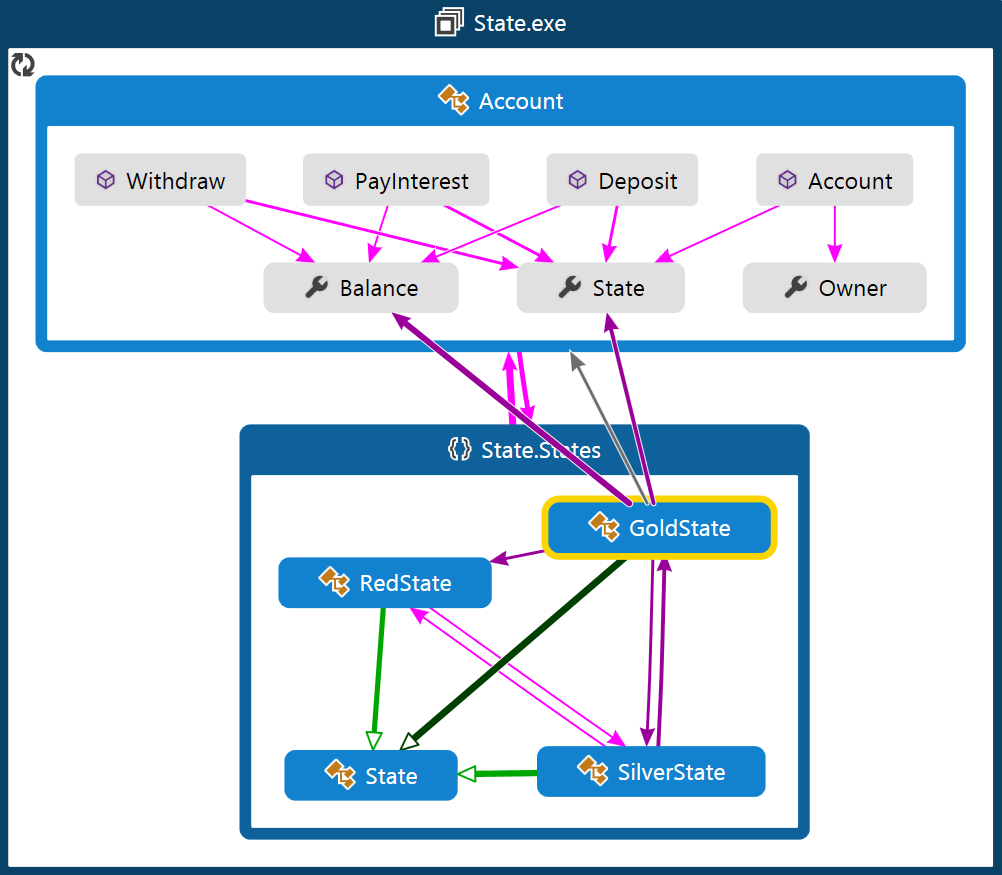 State.exe
Account
Withdraw
PayInterest
Deposit
Account
Balance
State
Owner
State.States
GoldState
RedState
State
SilverState